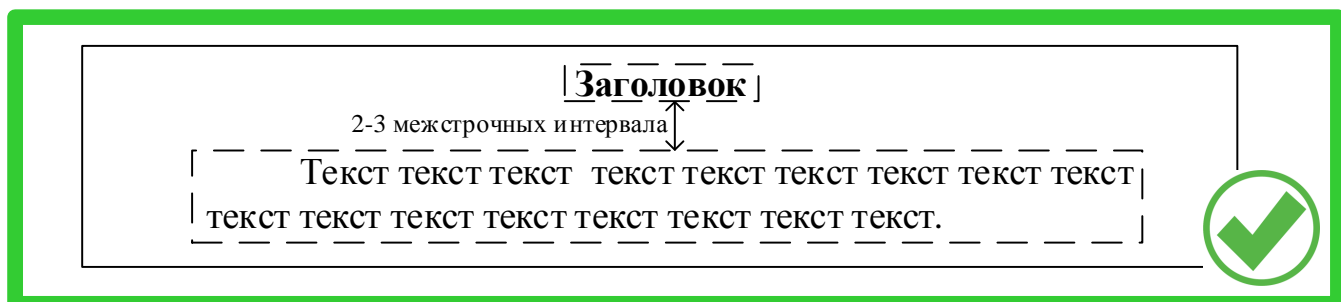 Заголовок
2-3 межстрочных интервала
Текст текст текст текст текст текст текст текст текст
текст текст текст текст текст текст текст текст.